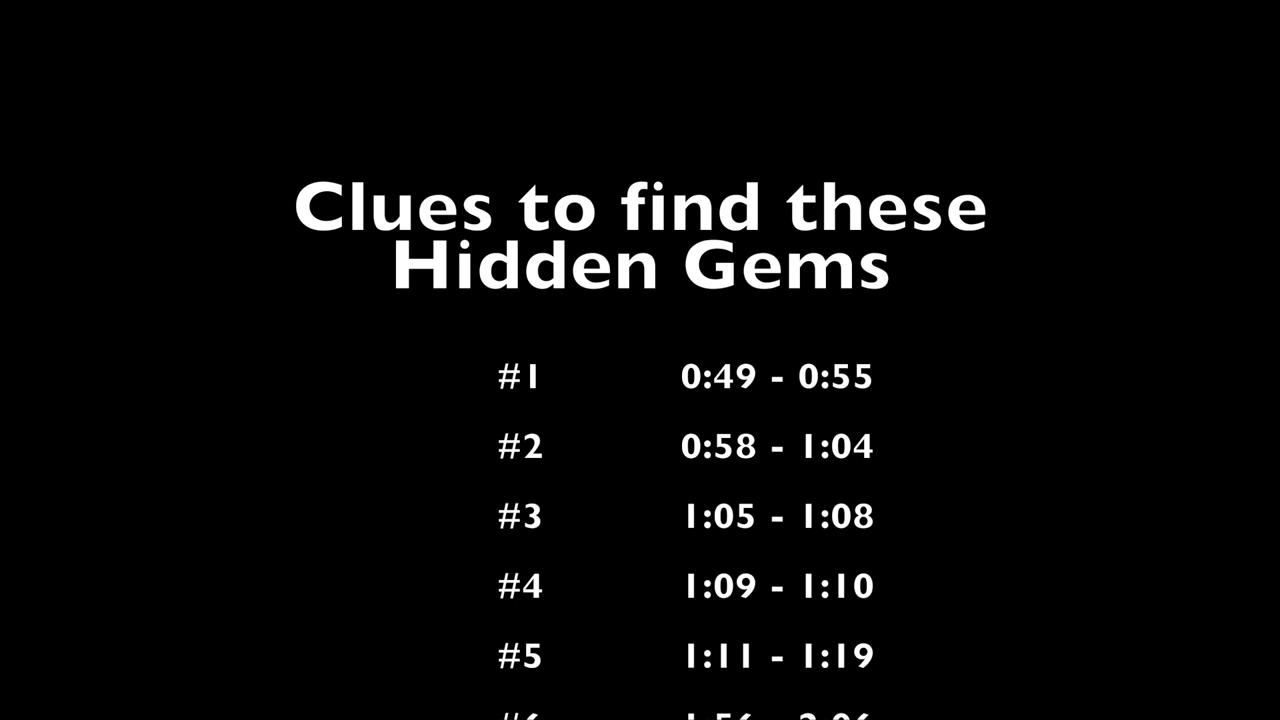 Clues to find these
Hidden Gems
#1 0:49 - 0:55
#2 0:58 - 1:04
#3 1:05 - 1:08
#4 1:09 - 1:10
#5 1:11 - 1:19